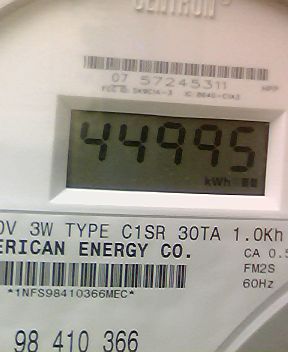 CENTRON
07 57245311
44995
kWh
0V 3W TYPE C1SR 30TA 1.0Kh
ERICAN ENERGY CO.
CA 0.5
FM2S
60Hz
*1NFS98410366MEC*
98 410 366